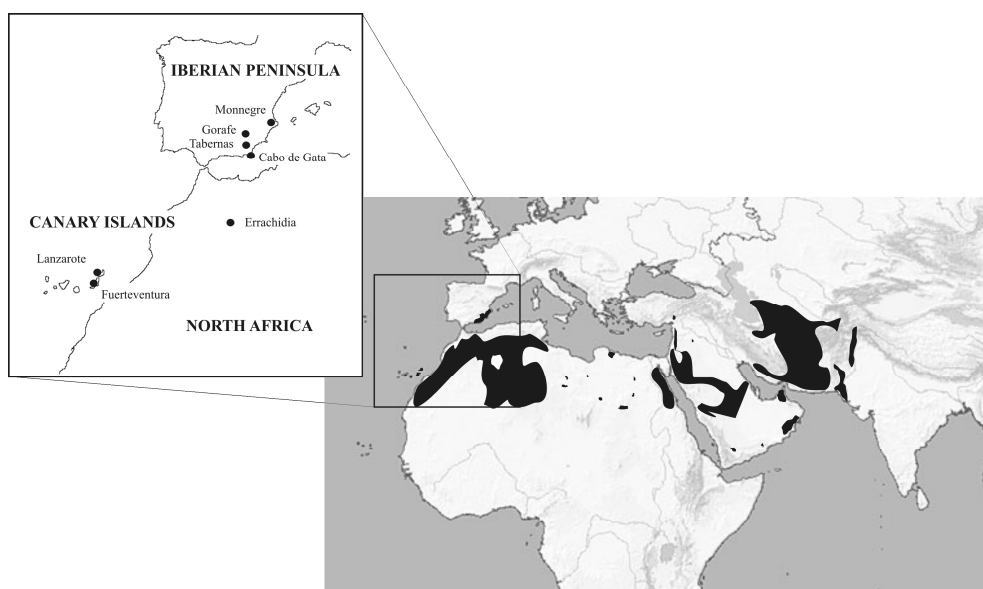 IBERIAN PENINSULA
Monnegre
Gorafe
Tabernas
Cabo de Gata
CANARY ISLANDS
Errachidia
Lanzarote
Fuerteventura
NORTH AFRICA